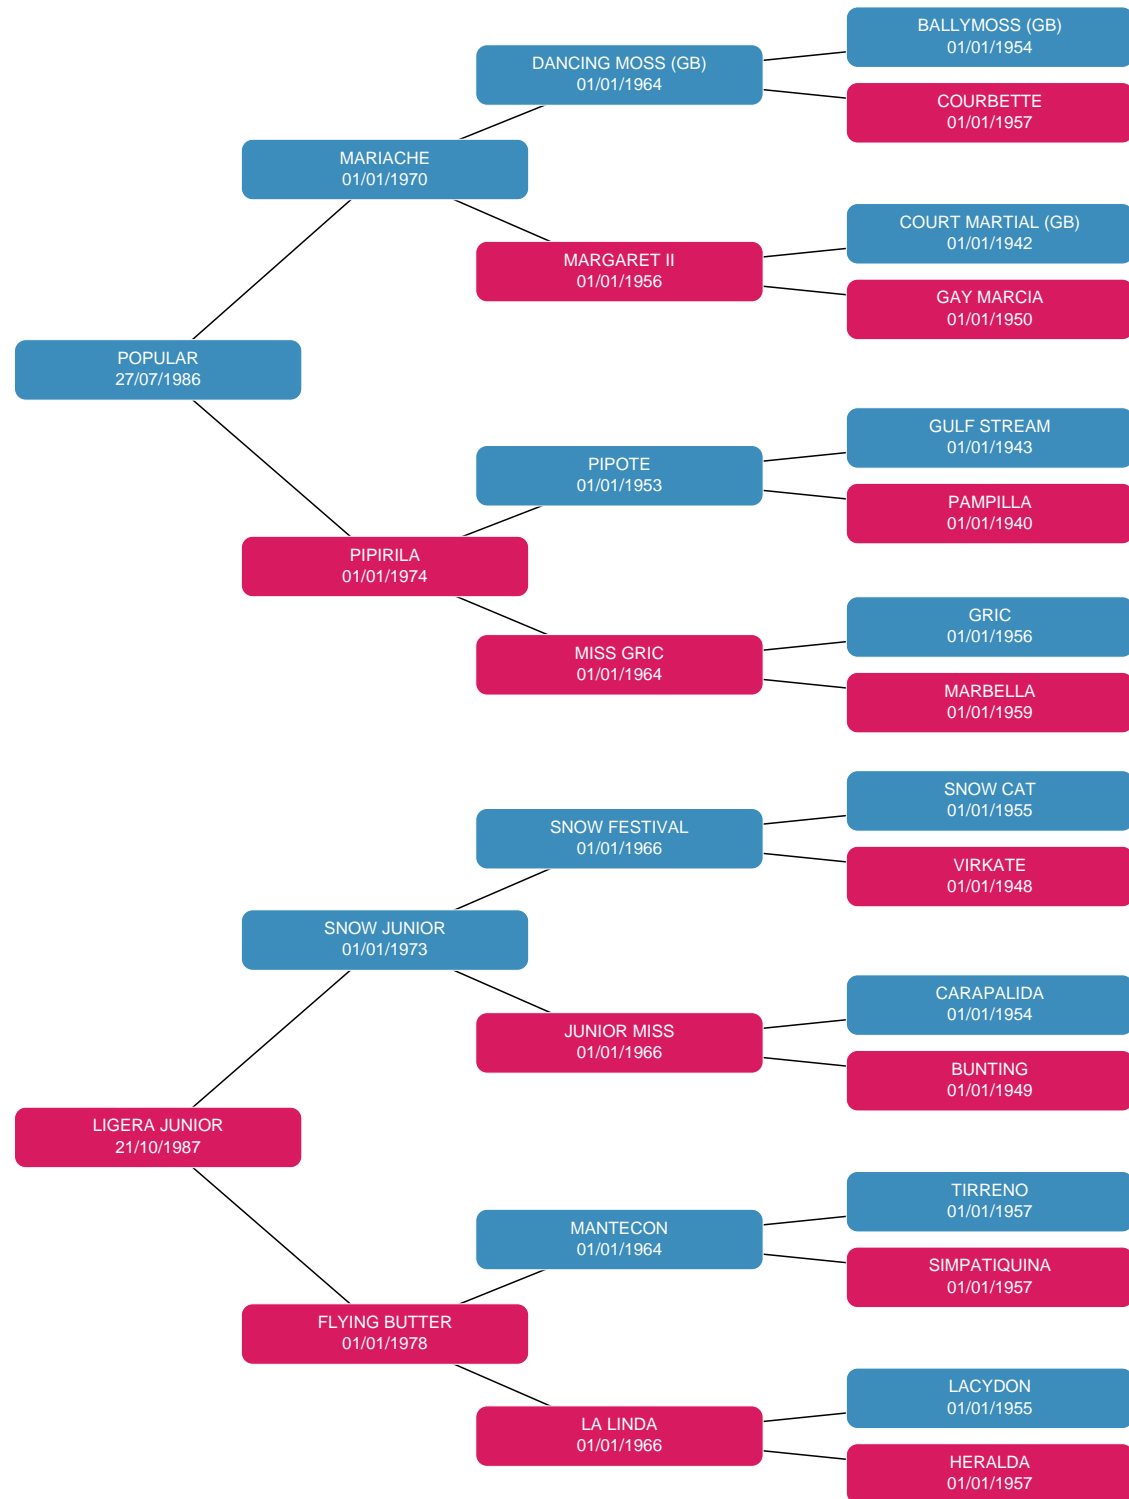 BALLYMOSS (GB)
01/01/1954
DANCING MOSS (GB)
01/01/1964
COURBETTE
01/01/1957
MARIACHE
01/01/1970
COURT MARTIAL (GB)
01/01/1942
MARGARET II
01/01/1956
GAY MARCIA
01/01/1950
POPULAR
27/07/1986
GULF STREAM
01/01/1943
PIPOTE
01/01/1953
PAMPILLA
01/01/1940
PIPIRILA
01/01/1974
GRIC
01/01/1956
MISS GRIC
01/01/1964
MARBELLA
01/01/1959
SNOW CAT
01/01/1955
SNOW FESTIVAL
01/01/1966
VIRKATE
01/01/1948
SNOW JUNIOR
01/01/1973
CARAPALIDA
01/01/1954
JUNIOR MISS
01/01/1966
BUNTING
01/01/1949
LIGERA JUNIOR
21/10/1987
TIRRENO
01/01/1957
MANTECON
01/01/1964
SIMPATIQUINA
01/01/1957
FLYING BUTTER
01/01/1978
LACYDON
01/01/1955
LA LINDA
01/01/1966
HERALDA
01/01/1957